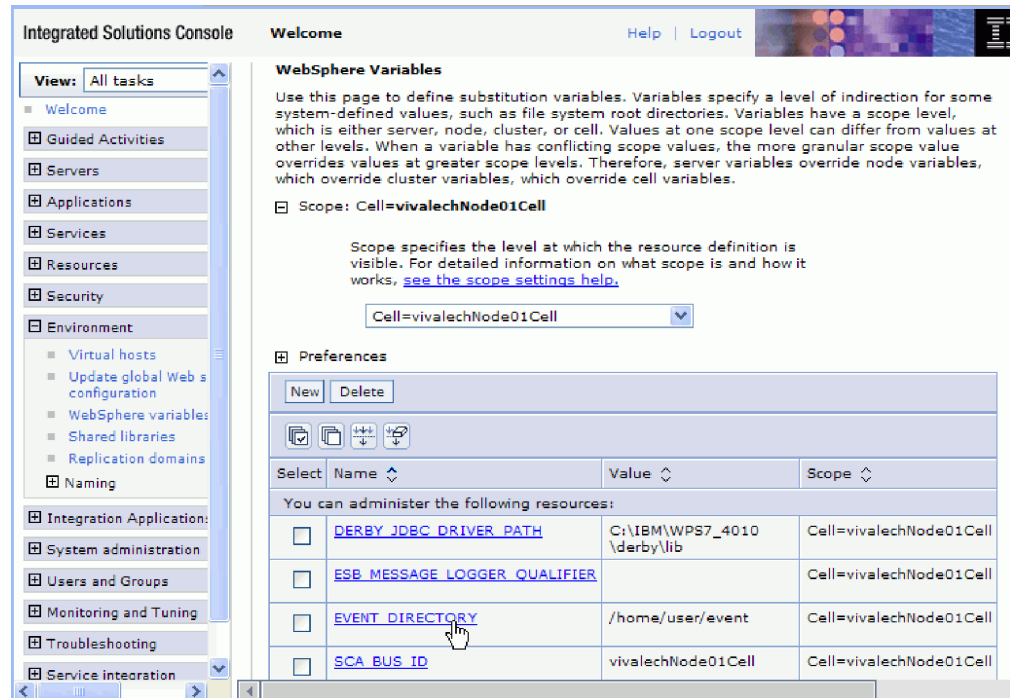 Integrated Solutions Console
Welcome
Help | Logout
View: All tasks
Welcome
Guided Activities
Servers
Applications
Services
Resources
Security
Environment
Virtual hosts
Update global Web s
configuration
WebSphere variables
Shared libraries
Replication domains
Naming
Integration Applications
System administration
Users and Groups
Monitoring and Tuning
Troubleshooting
Service integration
WebSphere Variables
Use this page to define substitution variables. Variables specify a level of indirection for some
system-defined values, such as file system root directories. Variables have a scope level,
which is either server, node, cluster, or cell. Values at one scope level can differ from values at
other levels. When a variable has conflicting scope values, the more granular scope value
overrides values at greater scope levels. Therefore, server variables override node variables,
which override cluster variables, which override cell variables.
Scope: Cell=vivalechNode01Cell
Scope specifies the level at which the resource definition is
visible. For detailed information on what scope is and how it
works, see the scope settings help.
Cell=vivalechNode01Cell
Preferences
New Delete
Select Name Value Scope
You can administer the following resources:
DERBY_JDBC_DRIVER_PATH C:\IBM\WPS7_4010 Cell=vivalechNode01Cell
\derby\lib
ESB_MESSAGE_LOGGER_QUALIFIER Cell=vivalechNode01Cell
EVENT_DIRECTORY /home/user/event Cell=vivalechNode01Cell
SCA_BUS_ID vivalechNode01Cell Cell=vivalechNode01Cell